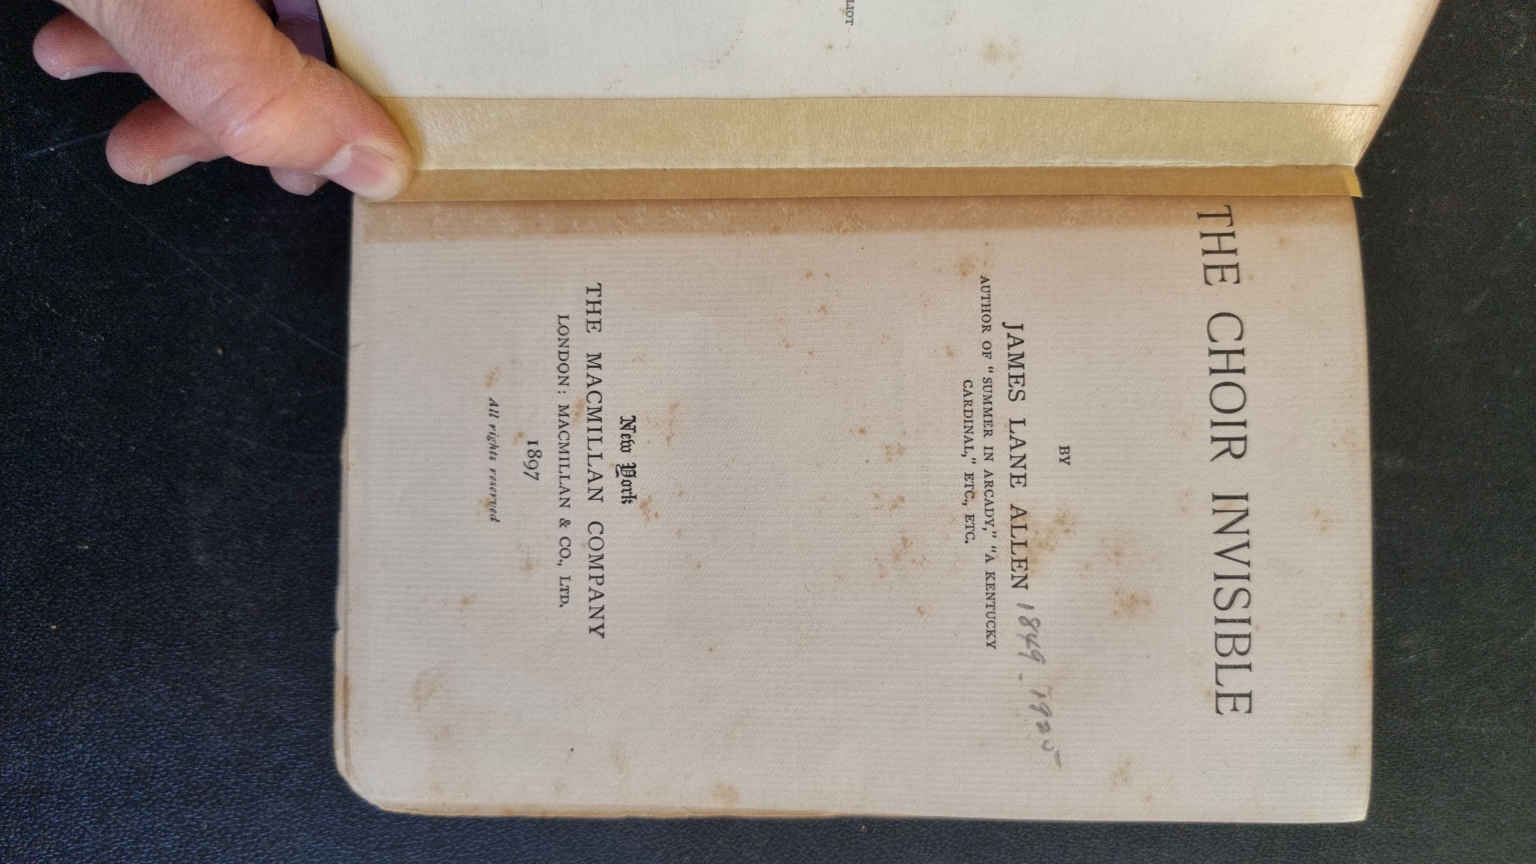 LIOT
THE CHOIR INVISIBLE
BY
JAMES LANE ALLEN 1849-1925
AUTHOR OF "SUMMER IN ARCADY," "A KENTUCKY
CARDINAL," ETC., ETC.
New York
THE MACMILLAN COMPANY
LONDON: MACMILLAN & CO., LTD.
1897
All rights reserved